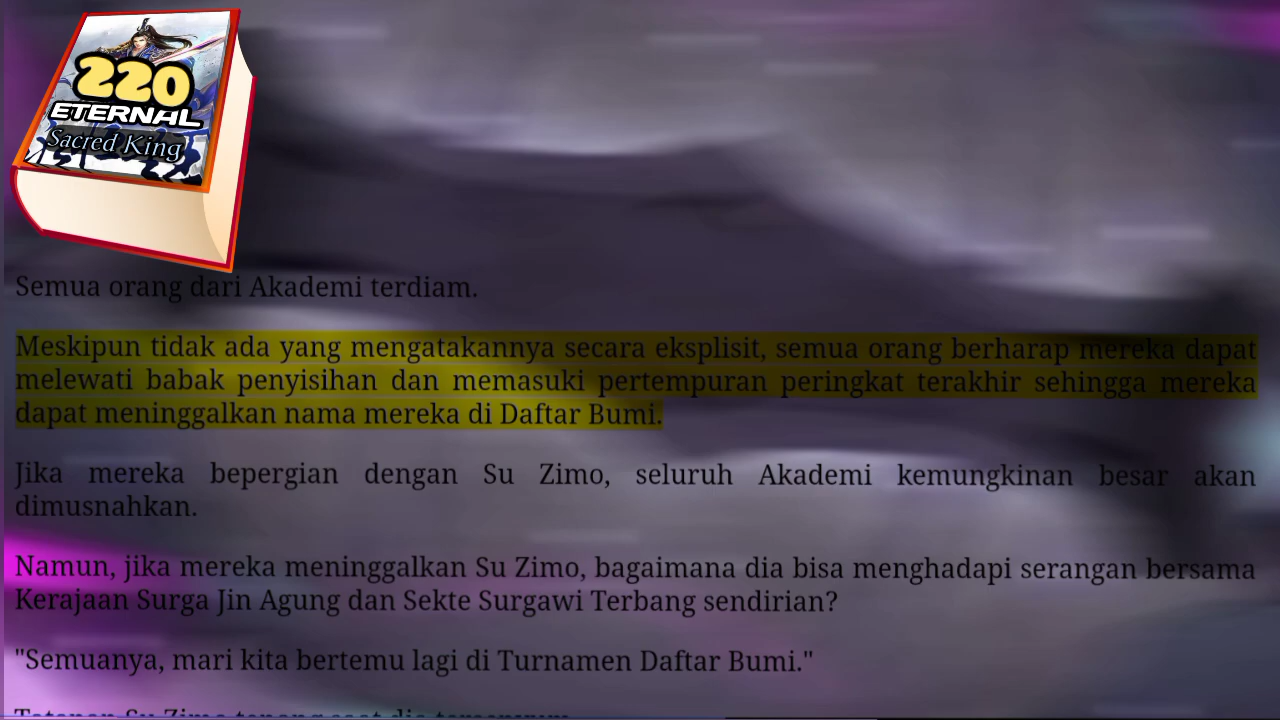 220
ETERNAL
Sacred King
Semua orang dari Akademi terdiam.
Meskipun tidak ada yang mengatakannya secara eksplisit, semua orang berharap mereka dapat
melewati babak penyisihan dan memasuki pertempuran peringkat terakhir sehingga mereka
dapat meninggalkan nama mereka di Daftar Bumi.
Jika mereka bepergian dengan Su Zimo, seluruh Akademi kemungkinan besar akan
dimusnahkan.
Namun, jika mereka meninggalkan Su Zimo, bagaimana dia bisa menghadapi serangan bersama
Kerajaan Surga Jin Agung dan Sekte Surgawi Terbang sendirian?
"Semuanya, mari kita bertemu lagi di Turnamen Daftar Bumi."